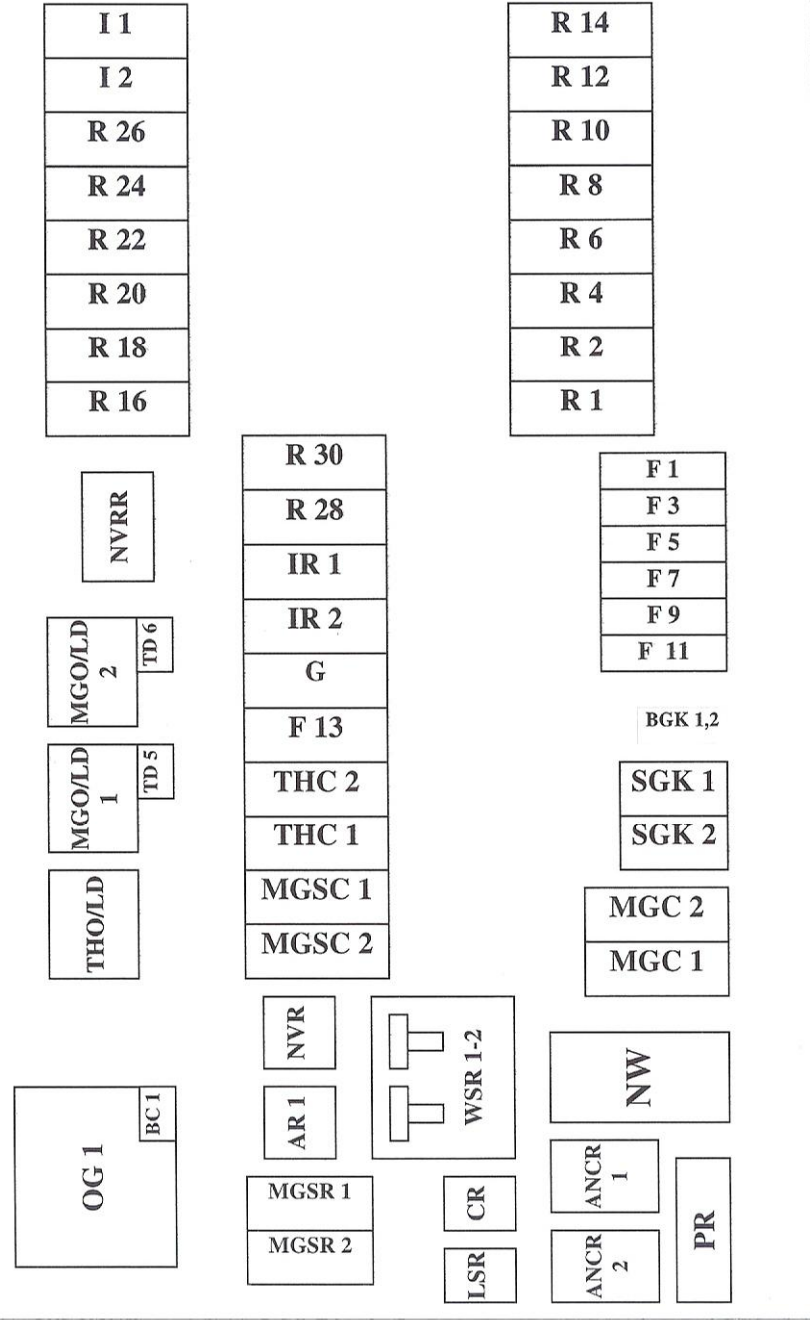 I 1
I 2
R 26
R 24
R 22
R 20
R 18
R 16
R 14
R 12
R 10
R 8
R 6
R 4
R 2
R 1
R 30
R 28
IR 1
IR 2
G
F 13
THC 2
THC 1
MGSC 1
MGSC 2
F 1
F 3
F 5
F 7
F 9
F 11
NVRR
MGO/LD
2
TD 6
MGO/LD
1
TD 5
THO/LD
BGK 1,2
SGK 1
SGK 2
MGC 2
MGC 1
NVR
AR 1
WSR 1-2
NW
OG 1
BC 1
MGSR 1
MGSR 2
CR
LSR
ANCR
1
ANCR
2
PR